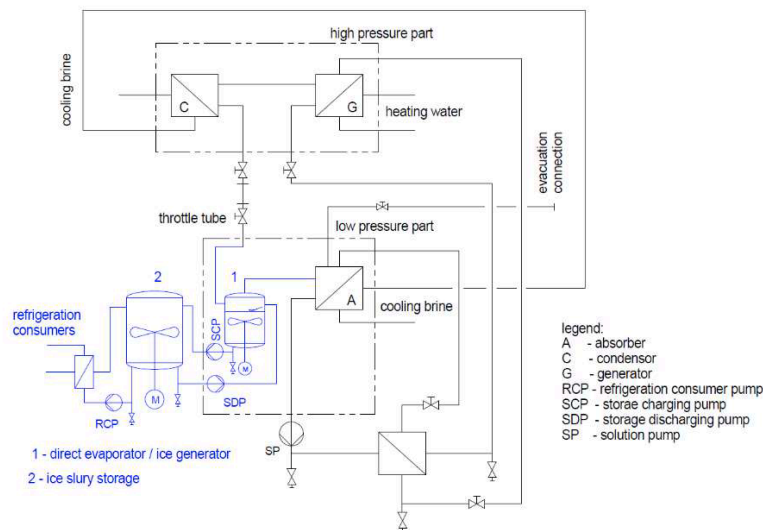 high pressure part
cooling brine
C
G
heating water
evacuation
connection
throttle tube
low pressure part
2
1
A
refrigeration
consumers
SCP
cooling brine
M
M
RCP
SDP
SP
1 - direct evaporator / ice generator
2 - ice slury storage
legend:
A - absorber
C - condensor
G - generator
RCP - refrigeration consumer pump
SCP - storae charging pump
SDP - storage discharging pump
SP - solution pump